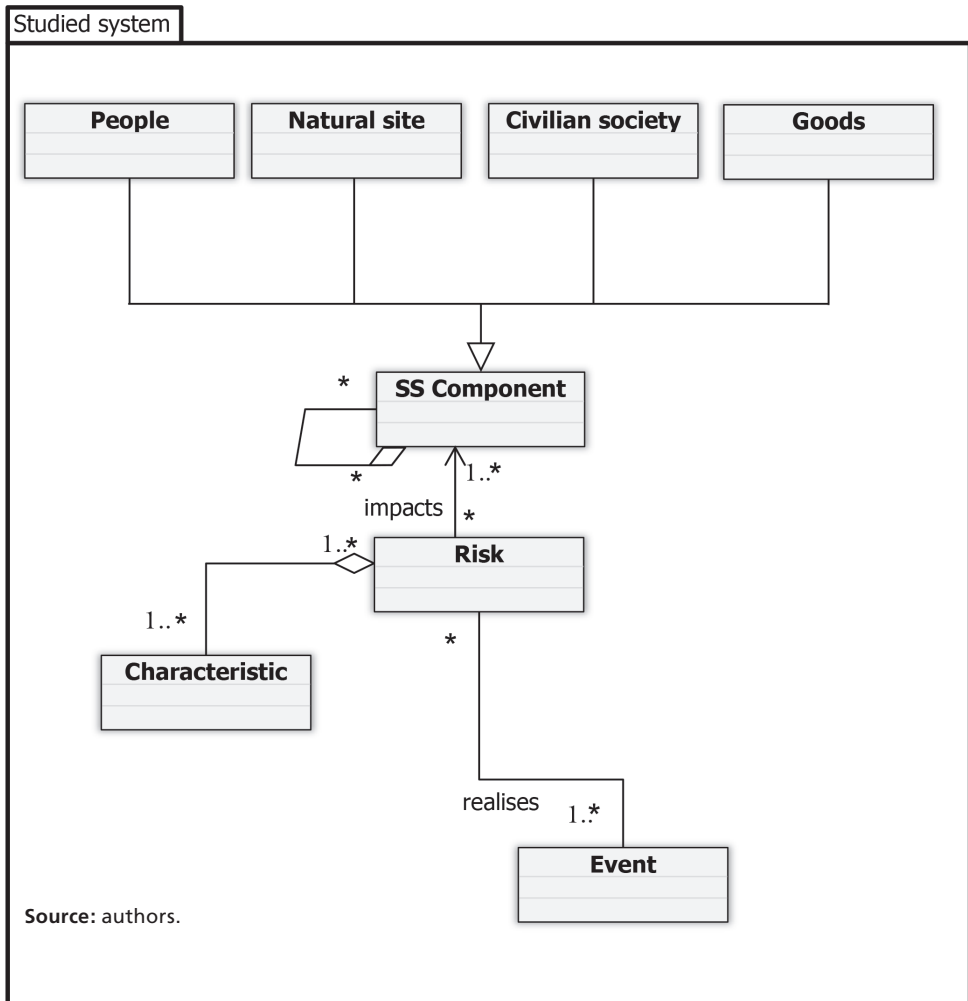 Studied system
People
Natural site
Civilian society
Goods
*
SS Component
*
1..*
impacts
*
1..*
Risk
1..*
*
Characteristic
realises
1..*
Event
Source: authors.